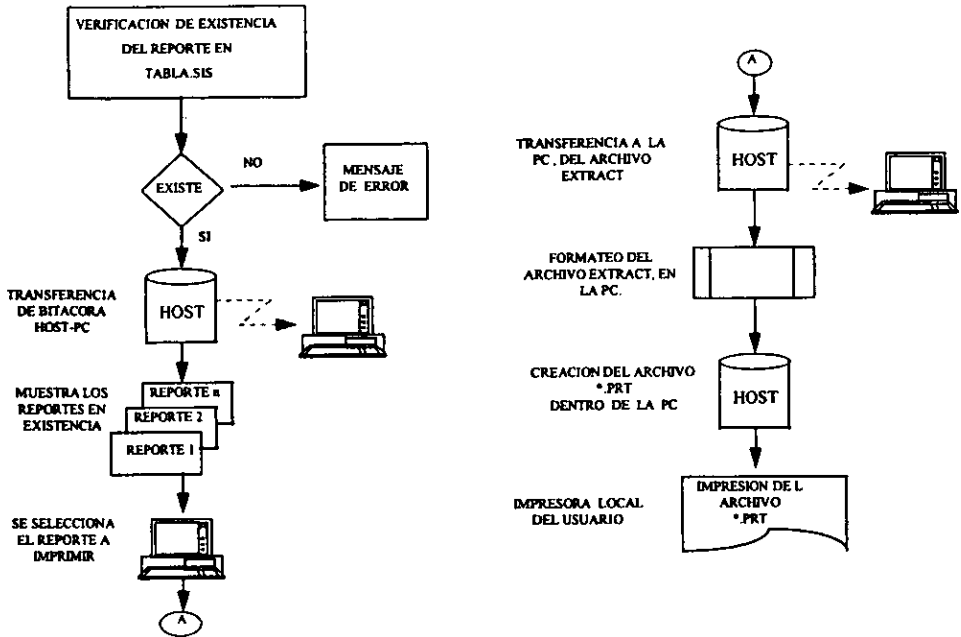 VERIFICACION DE EXISTENCIA
DEL REPORTE EN
TABLA.SIS
EXISTE
NO
MENSAJE
DE ERROR
SI
TRANSFERENCIA
DE BITACORA
HOST-PC
HOST
MUESTRA LOS
REPORTES EN
EXISTENCIA
REPORTE n
REPORTE 2
REPORTE 1
SE SELECCIONA
EL REPORTE A
IMPRIMIR
A
A
TRANSFERENCIA A LA
PC, DEL ARCHIVO
EXTRACT
HOST
FORMATEO DEL
ARCHIVO EXTRACT, EN
LA PC.
CREACION DEL ARCHIVO
*.PRT
DENTRO DE LA PC
HOST
IMPRESORA LOCAL
DEL USUARIO
IMPRESION DE L
ARCHIVO
*.PRT